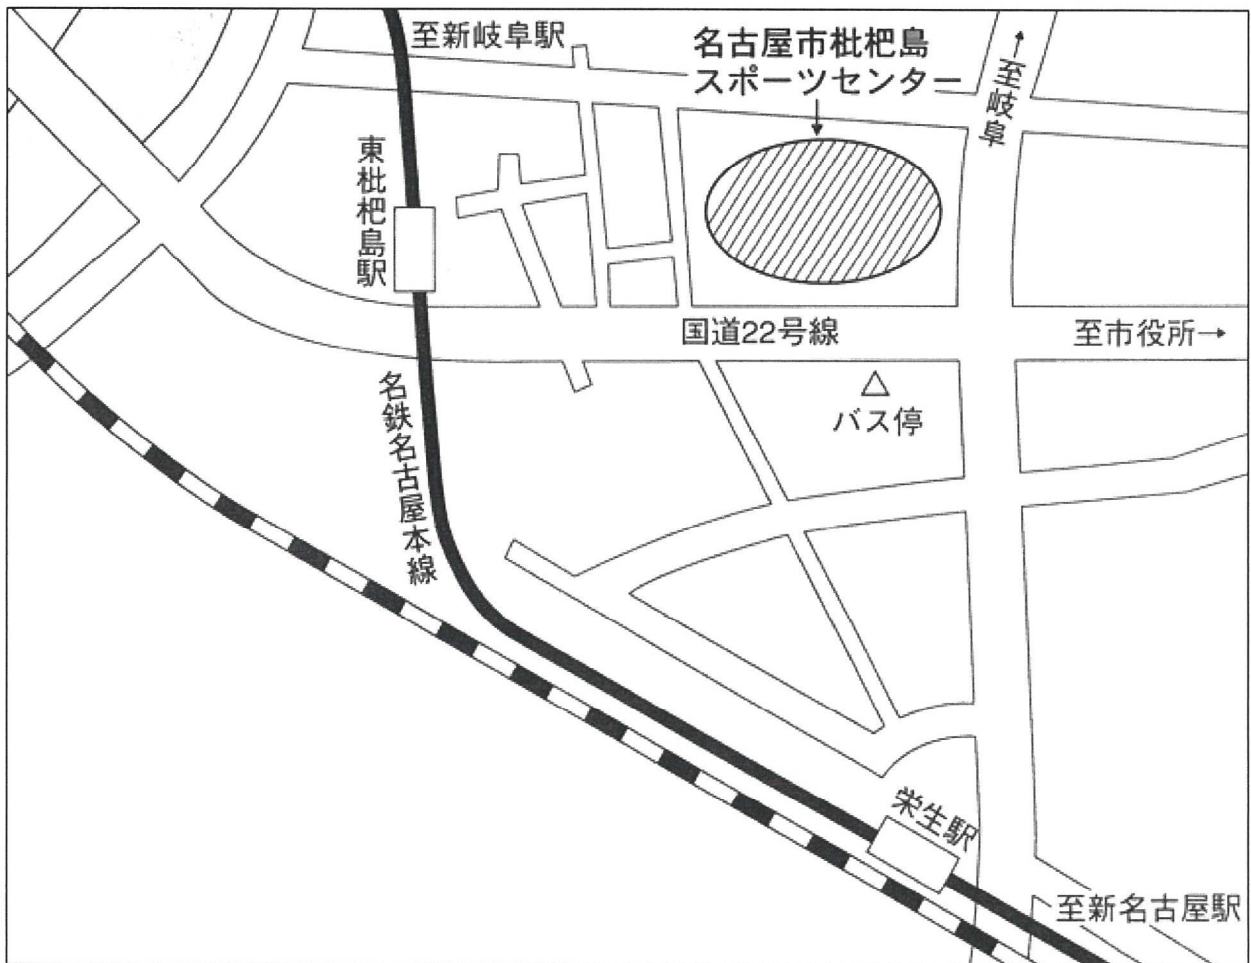 至新岐阜駅
名古屋市枇杷島
スポーツセンター
↑至岐阜
東枇杷島駅
国道22号線
至市役所→
バス停
名鉄名古屋本線
栄生駅
至新名古屋駅